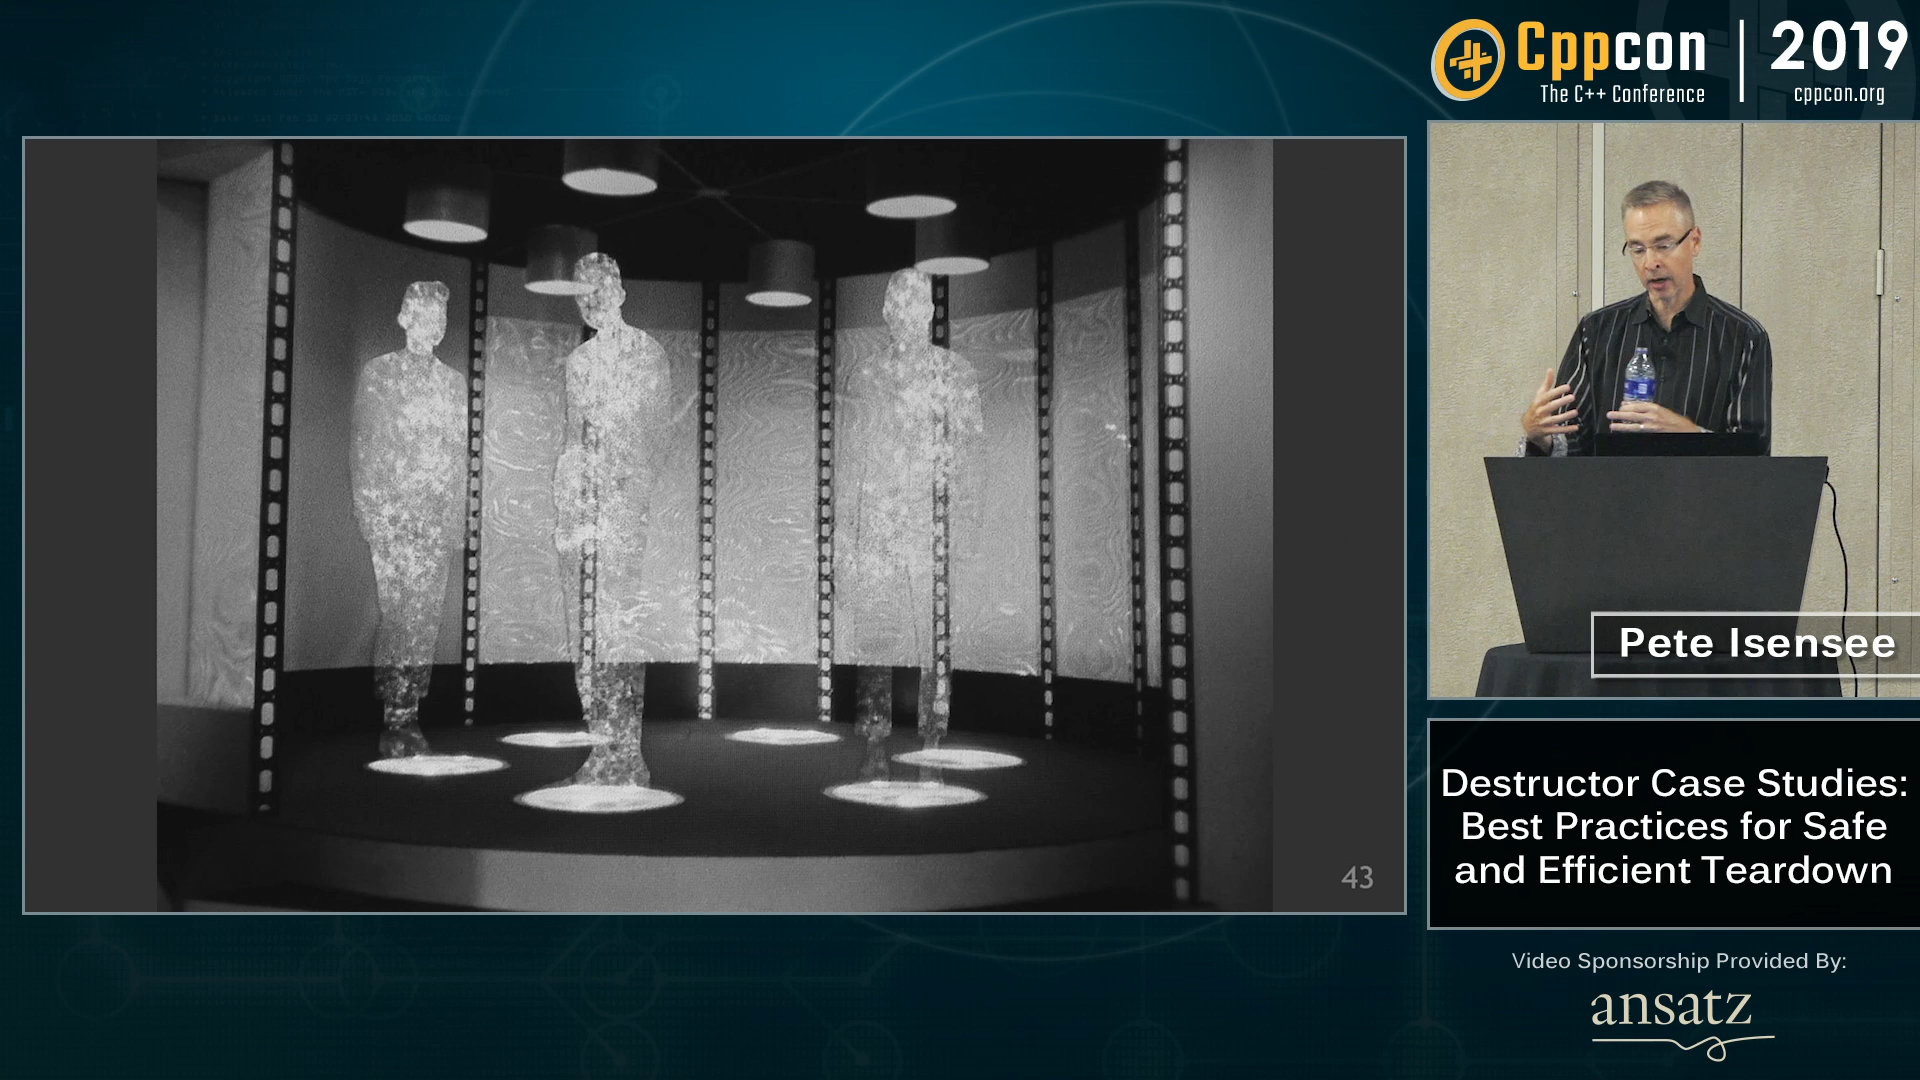 Cppcon
The C++ Conference
2019
cppcon.org
43
Pete Isensee
Destructor Case Studies:
Best Practices for Safe
and Efficient Teardown
Video Sponsorship Provided By:
ansatz